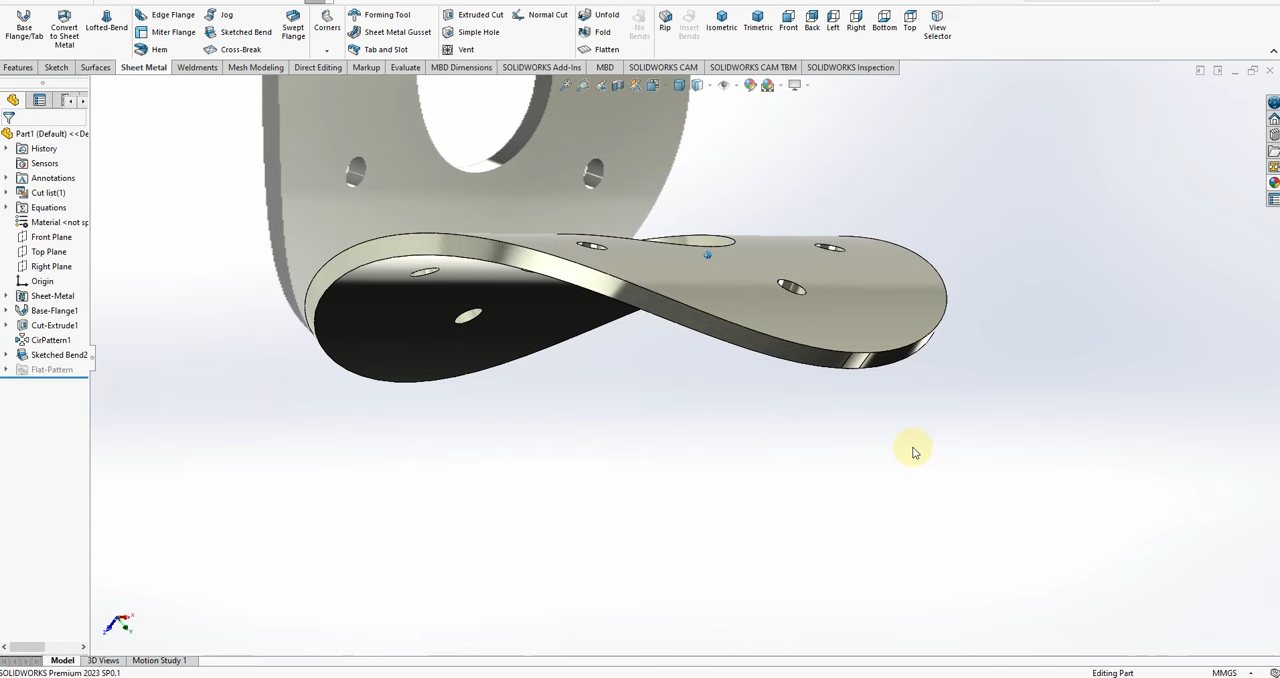 Base
Flange/Tab
Convert
to Sheet
Metal
Lofted-Bend
Edge Flange
Miter Flange
Hem
Jog
Sketched Bend
Cross-Break
Swept
Flange
Corners
Forming Tool
Sheet Metal Gusset
Tab and Slot
Extruded Cut
Simple Hole
Vent
Normal Cut
Unfold
Fold
Flatten
No
Bends
Rip
Insert
Bends
Isometric
Trimetric
Front
Back
Left
Right
Bottom
Top
View
Selector
Features Sketch Surfaces Sheet Metal Weldments Mesh Modeling Direct Editing Markup Evaluate MBD Dimensions SOLIDWORKS Add-Ins MBD SOLIDWORKS CAM SOLIDWORKS CAM TBM SOLIDWORKS Inspection
Part1 (Default) <<De
History
Sensors
Annotations
Cut list(1)
Equations
Material <not sp
Front Plane
Top Plane
Right Plane
Origin
Sheet-Metal
Base-Flange1
Cut-Extrude1
CirPattern1
Sketched Bend2
Flat-Pattern
X
Y
Z
Model 3D Views Motion Study 1
SOLIDWORKS Premium 2023 SP0.1 Editing Part MMGS